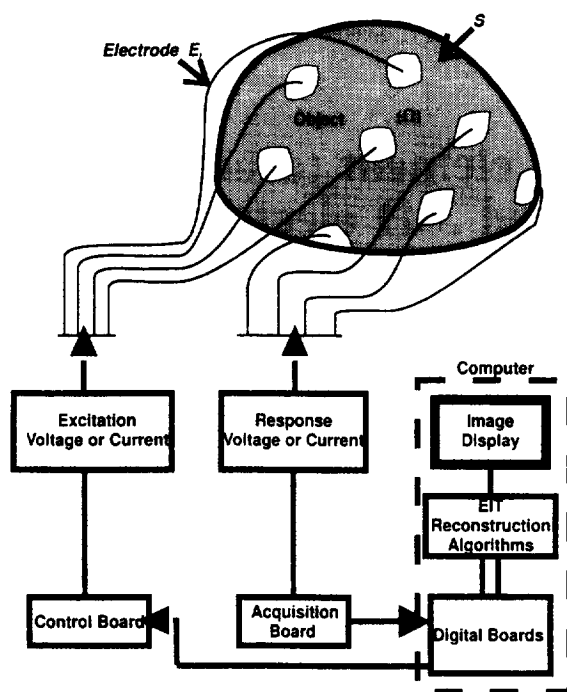 Electrode E,
S
Object (Ω)
Computer
Excitation
Voltage or Current
Response
Voltage or Current
Image
Display
EIT
Reconstruction
Algorithms
Control Board
Acquisition
Board
Digital Boards